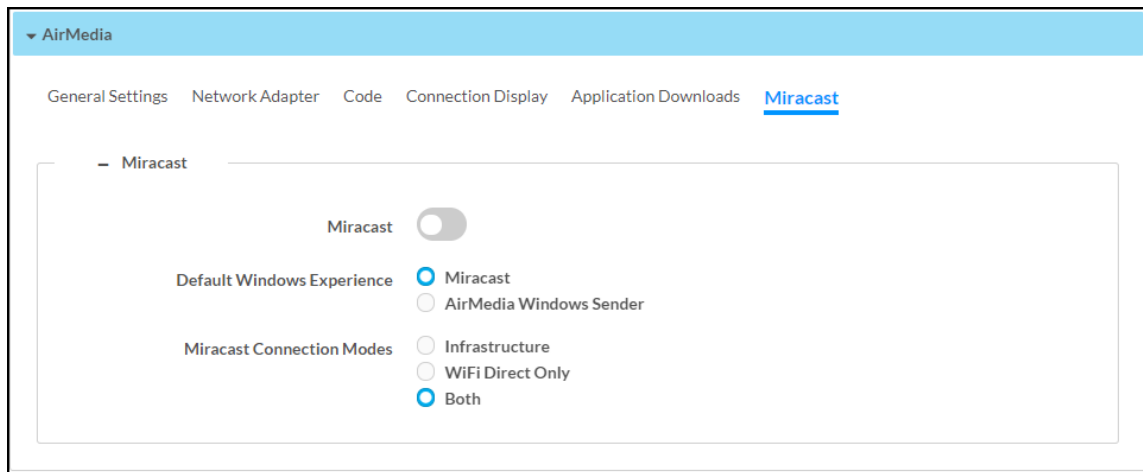 AirMedia
General Settings Network Adapter Code Connection Display Application Downloads Miracast
– Miracast
Miracast
Default Windows Experience Miracast
AirMedia Windows Sender
Miracast Connection Modes Infrastructure
WiFi Direct Only
Both